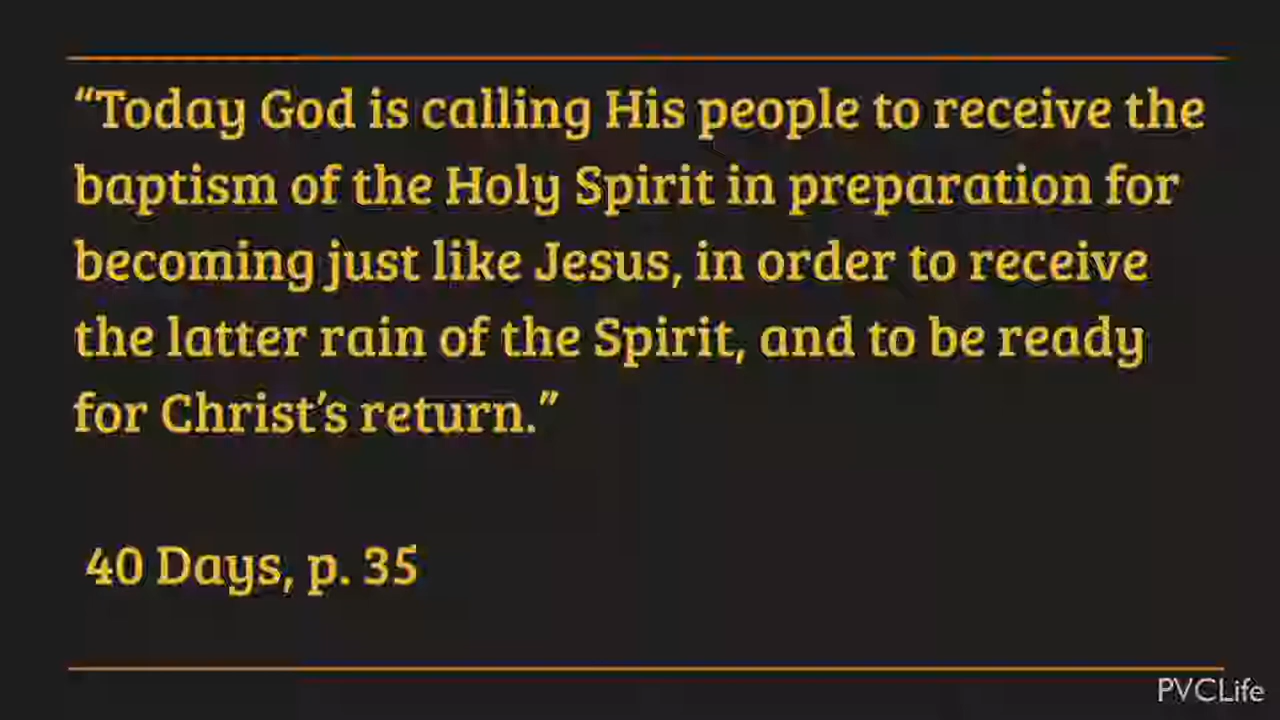 “Today God is calling His people to receive the
baptism of the Holy Spirit in preparation for
becoming just like Jesus, in order to receive
the latter rain of the Spirit, and to be ready
for Christ’s return.”
40 Days, p. 35
PVCLife